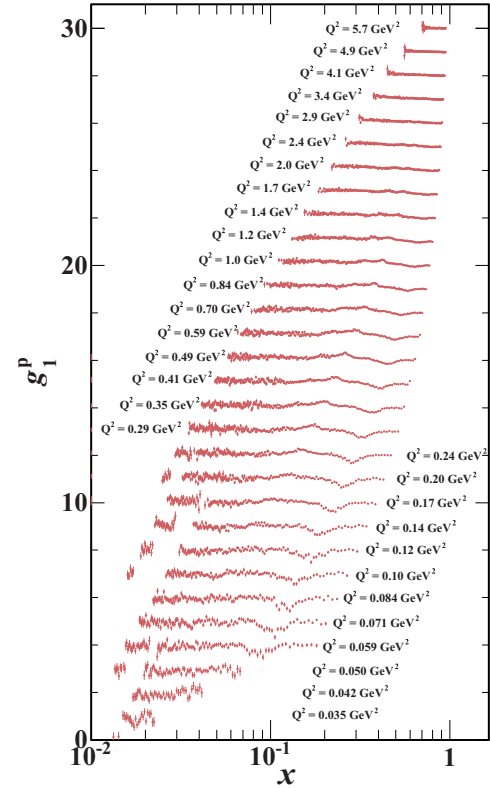 30
Q² = 5.7 GeV²
Q² = 4.9 GeV²
Q² = 4.1 GeV²
Q² = 3.4 GeV²
Q² = 2.9 GeV²
Q² = 2.4 GeV²
Q² = 2.0 GeV²
Q² = 1.7 GeV²
Q² = 1.4 GeV²
Q² = 1.2 GeV²
20
Q² = 1.0 GeV²
Q² = 0.84 GeV²
Q² = 0.70 GeV²
Q² = 0.59 GeV²
Q² = 0.49 GeV²
Q² = 0.41 GeV²
Q² = 0.35 GeV²
Q² = 0.29 GeV²
g₁ᵖ
Q² = 0.24 GeV²
Q² = 0.20 GeV²
10
Q² = 0.17 GeV²
Q² = 0.14 GeV²
Q² = 0.12 GeV²
Q² = 0.10 GeV²
Q² = 0.084 GeV²
Q² = 0.071 GeV²
Q² = 0.059 GeV²
Q² = 0.050 GeV²
Q² = 0.042 GeV²
Q² = 0.035 GeV²
0
10⁻² 10⁻¹ 1
x